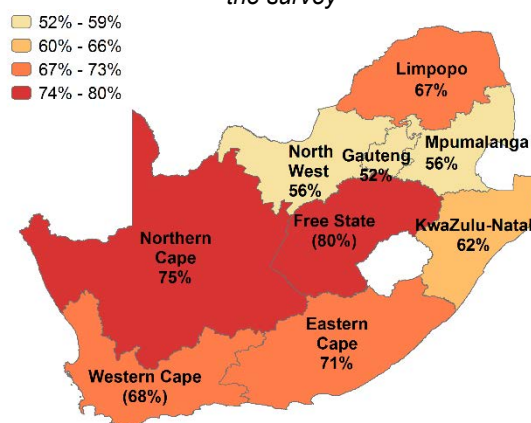 the survey
52% - 59%
60% - 66%
67% - 73%
74% - 80%
Limpopo
67%
North
West
56%
Gauteng
52%
Mpumalanga
56%
Free State
(80%)
KwaZulu-Natal
62%
Northern
Cape
75%
Eastern
Cape
71%
Western Cape
(68%)